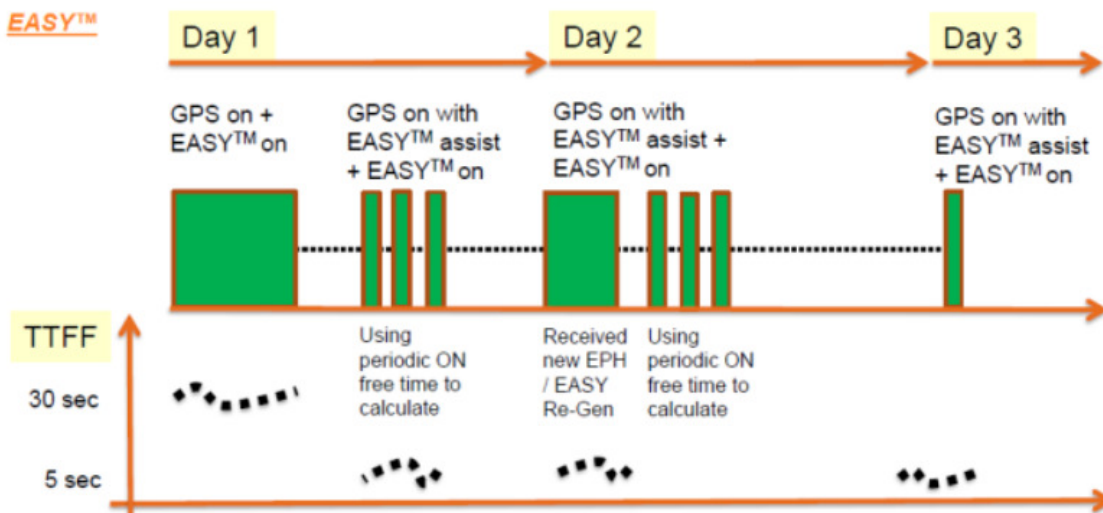 EASY™
Day 1
Day 2
Day 3
GPS on +
EASY™ on
GPS on with
EASY™ assist
+ EASY™ on
GPS on with
EASY™ assist +
EASY™ on
GPS on with
EASY™ assist
+ EASY™ on
Using
periodic ON
free time to
calculate
Received
new EPH
/ EASY
Re-Gen
Using
periodic ON
free time to
calculate
TTFF
30 sec
5 sec